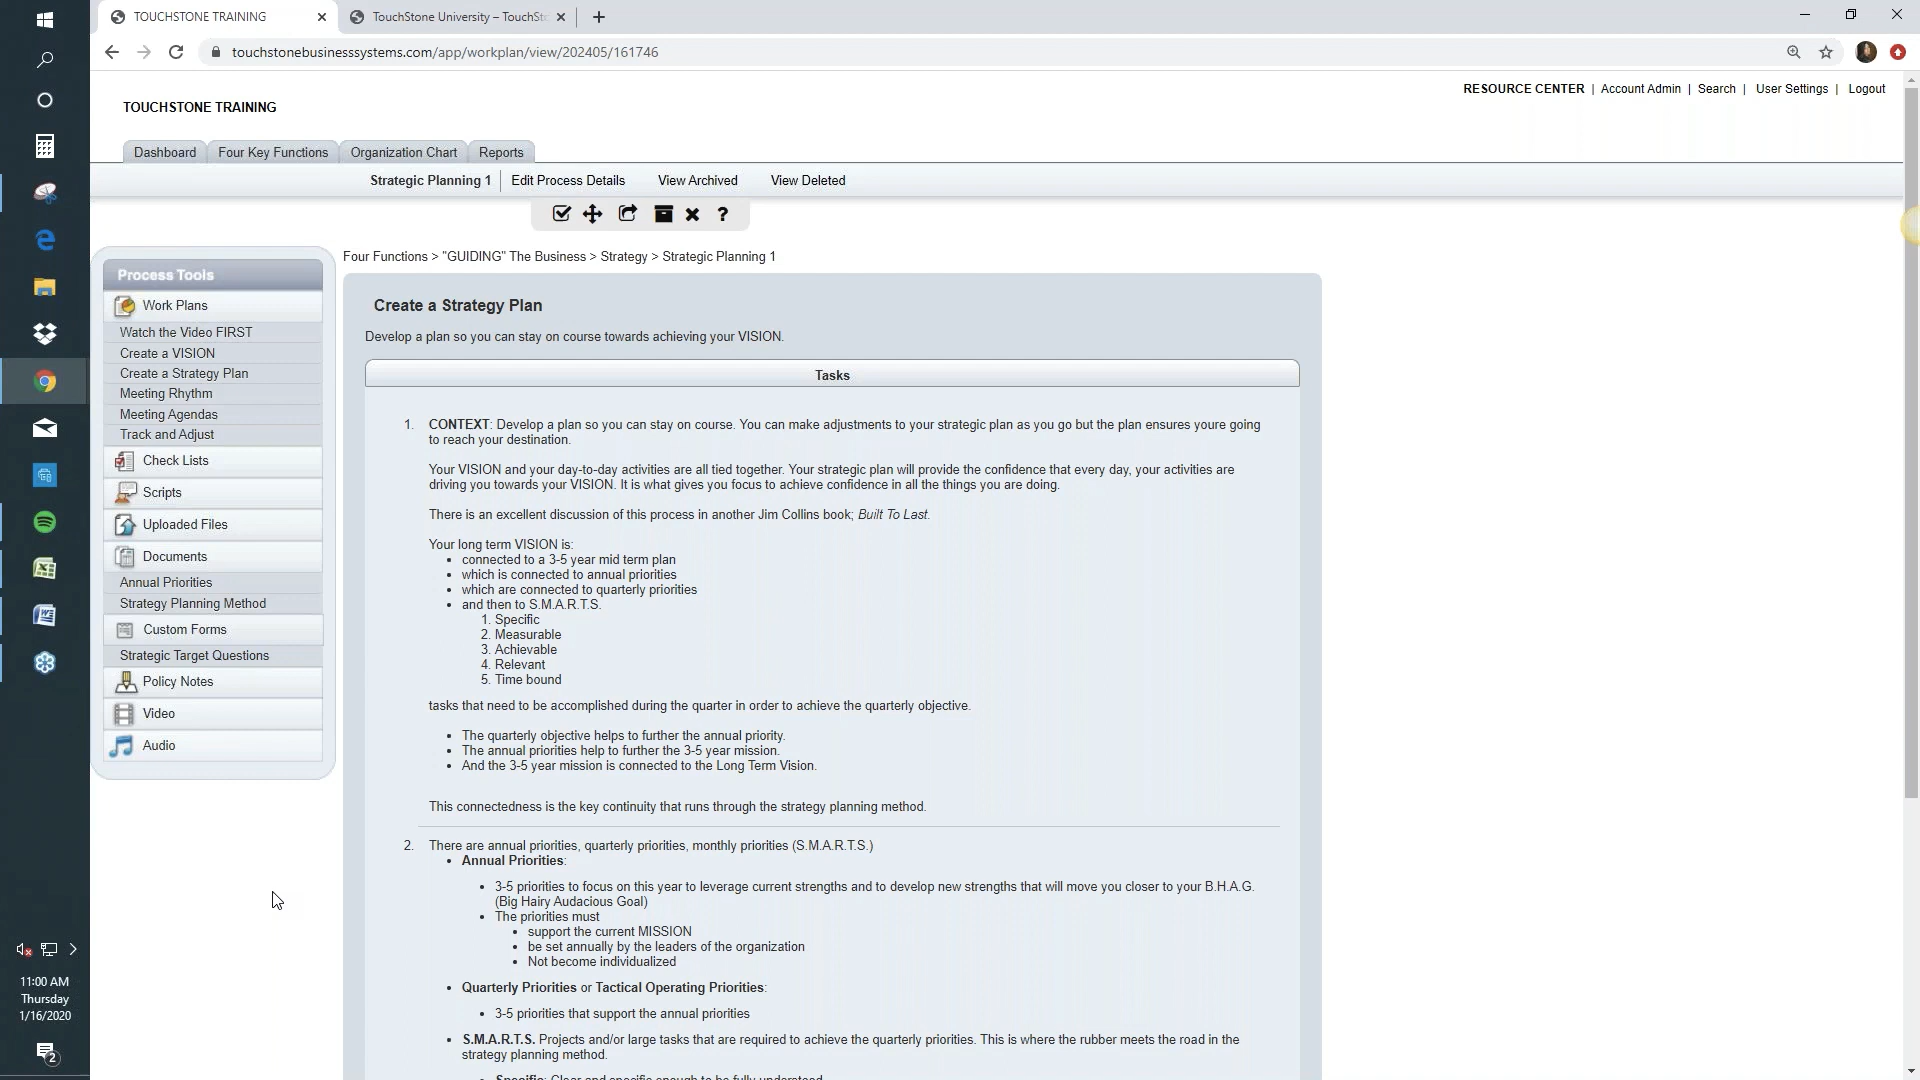 TOUCHSTONE TRAINING
TouchStone University – TouchSt
touchstonebusinesssystems.com/app/workplan/view/202405/161746
RESOURCE CENTER | Account Admin | Search | User Settings | Logout
TOUCHSTONE TRAINING
Dashboard
Four Key Functions
Organization Chart
Reports
Strategic Planning 1
Edit Process Details
View Archived
View Deleted
?
Four Functions > "GUIDING" The Business > Strategy > Strategic Planning 1
Process Tools
Work Plans
Watch the Video FIRST
Create a VISION
Create a Strategy Plan
Meeting Rhythm
Meeting Agendas
Track and Adjust
Check Lists
Scripts
Uploaded Files
Documents
Annual Priorities
Strategy Planning Method
Custom Forms
Strategic Target Questions
Policy Notes
Video
Audio
Create a Strategy Plan
Develop a plan so you can stay on course towards achieving your VISION.
Tasks
1. CONTEXT: Develop a plan so you can stay on course. You can make adjustments to your strategic plan as you go but the plan ensures youre going
to reach your destination.
Your VISION and your day-to-day activities are all tied together. Your strategic plan will provide the confidence that every day, your activities are
driving you towards your VISION. It is what gives you focus to achieve confidence in all the things you are doing.
There is an excellent discussion of this process in another Jim Collins book; Built To Last.
Your long term VISION is:
• connected to a 3-5 year mid term plan
• which is connected to annual priorities
• which are connected to quarterly priorities
• and then to S.M.A.R.T.S.
1. Specific
2. Measurable
3. Achievable
4. Relevant
5. Time bound
tasks that need to be accomplished during the quarter in order to achieve the quarterly objective.
• The quarterly objective helps to further the annual priority.
• The annual priorities help to further the 3-5 year mission.
• And the 3-5 year mission is connected to the Long Term Vision.
This connectedness is the key continuity that runs through the strategy planning method.
2. There are annual priorities, quarterly priorities, monthly priorities (S.M.A.R.T.S.)
• Annual Priorities:
• 3-5 priorities to focus on this year to leverage current strengths and to develop new strengths that will move you closer to your B.H.A.G.
(Big Hairy Audacious Goal)
• The priorities must
• support the current MISSION
• be set annually by the leaders of the organization
• Not become individualized
• Quarterly Priorities or Tactical Operating Priorities:
• 3-5 priorities that support the annual priorities
• S.M.A.R.T.S. Projects and/or large tasks that are required to achieve the quarterly priorities. This is where the rubber meets the road in the
strategy planning method.
• Specific: Clear and specific enough to be fully understood
11:00 AM
Thursday
1/16/2020
2